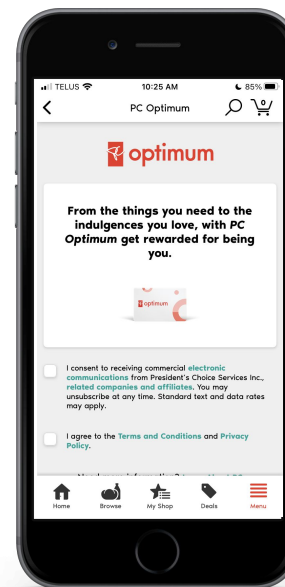 TELUS 10:25 AM 85%
PC Optimum 0
optimum
From the things you need to the
indulgences you love, with PC
Optimum get rewarded for being
you.
optimum
I consent to receiving commercial electronic
communications from President's Choice Services Inc.,
related companies and affiliates. You may
unsubscribe at any time. Standard text and data rates
may apply.
I agree to the Terms and Conditions and Privacy
Policy.
Home Browse My Shop Deals Menu